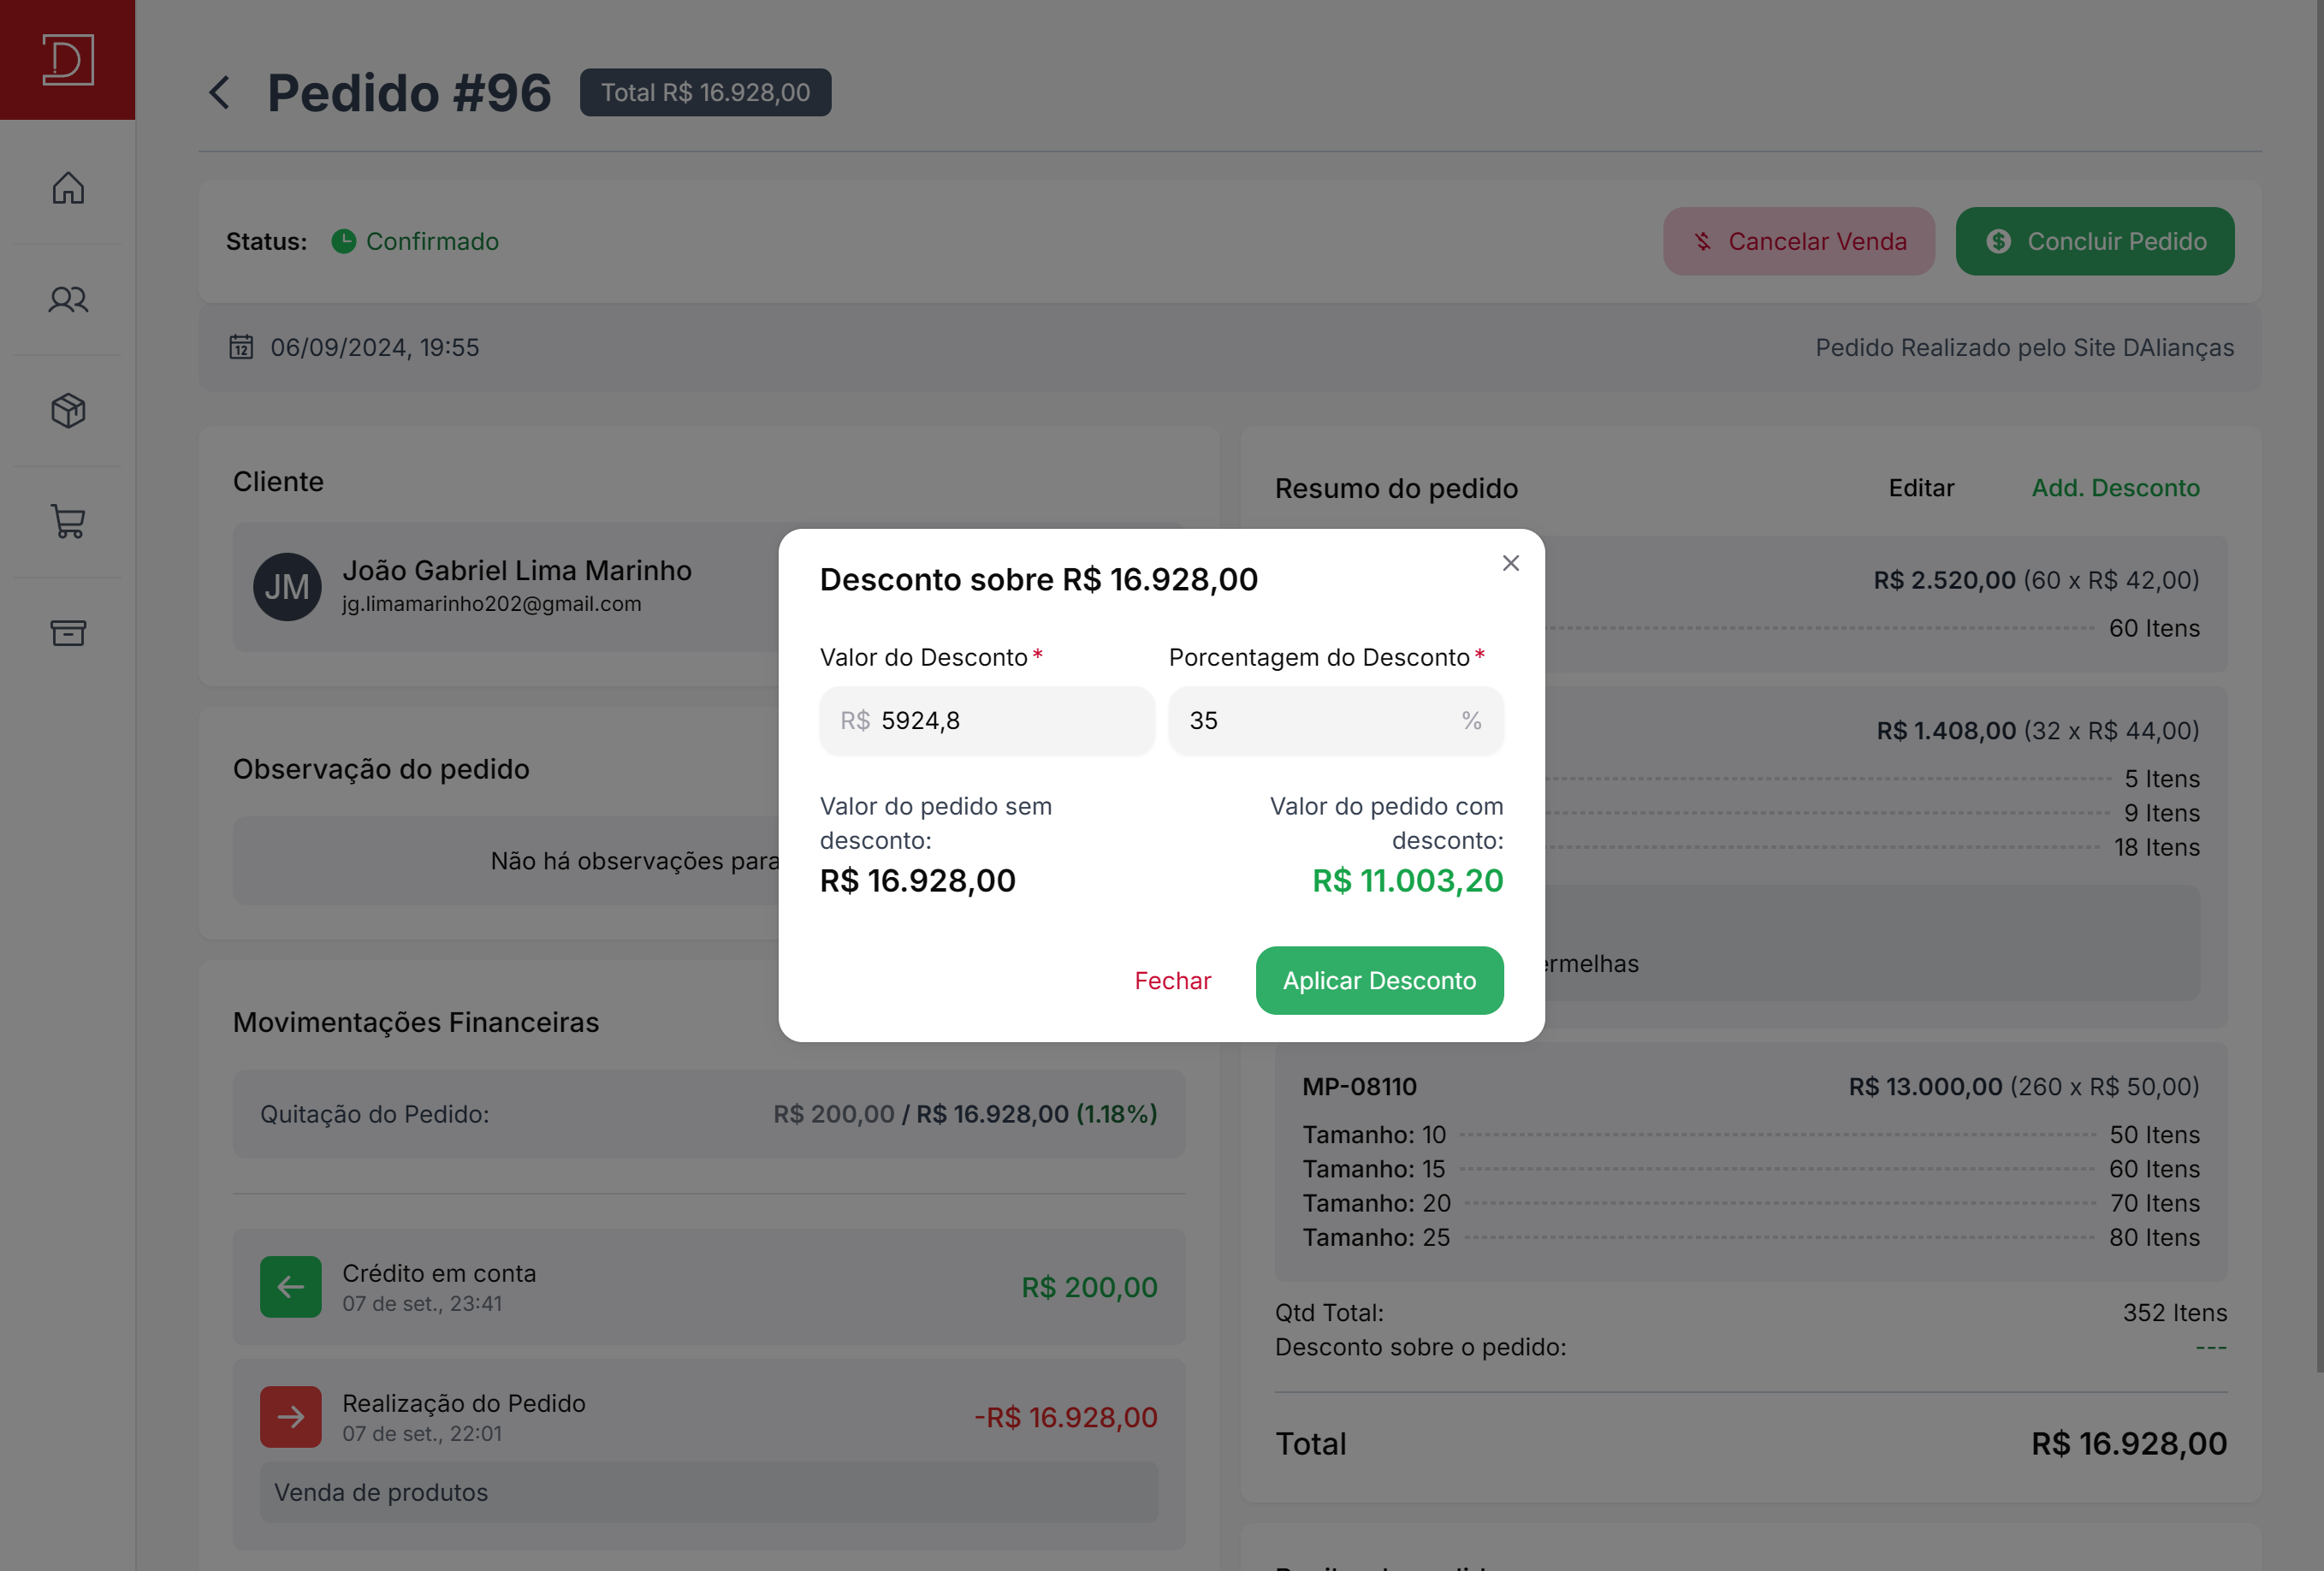 D
Pedido #96
Total R$ 16.928,00
Status: Confirmado
Cancelar Venda
Concluir Pedido
12 06/09/2024, 19:55
Pedido Realizado pelo Site DAlianças
Cliente
JM
João Gabriel Lima Marinho
jg.limamarinho202@gmail.com
Observação do pedido
Não há observações para
Movimentações Financeiras
Quitação do Pedido:
R$ 200,00 / R$ 16.928,00 (1.18%)
Crédito em conta
07 de set., 23:41
R$ 200,00
Realização do Pedido
07 de set., 22:01
-R$ 16.928,00
Venda de produtos
Desconto sobre R$ 16.928,00
Valor do Desconto*
R$ 5924,8
Porcentagem do Desconto*
35 %
Valor do pedido sem
desconto:
R$ 16.928,00
Valor do pedido com
desconto:
R$ 11.003,20
Fechar
Aplicar Desconto
Resumo do pedido
Editar
Add. Desconto
R$ 2.520,00 (60 x R$ 42,00)
60 Itens
R$ 1.408,00 (32 x R$ 44,00)
5 Itens
9 Itens
18 Itens
ermelhas
MP-08110
R$ 13.000,00 (260 x R$ 50,00)
Tamanho: 10 50 Itens
Tamanho: 15 60 Itens
Tamanho: 20 70 Itens
Tamanho: 25 80 Itens
Qtd Total: 352 Itens
Desconto sobre o pedido: ---
Total R$ 16.928,00